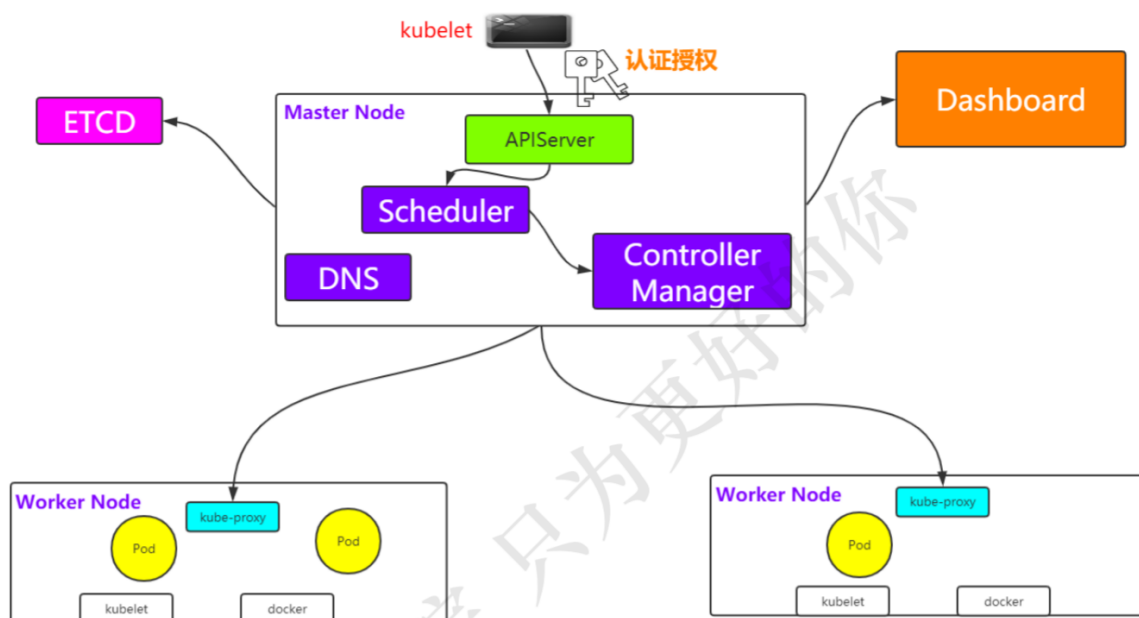 kubelet
认证授权
ETCD
Master Node
APIServer
Dashboard
Scheduler
DNS
Controller
Manager
Worker Node
kube-proxy
Pod
Pod
kubelet
docker
Worker Node
kube-proxy
Pod
kubelet
docker
只为更好的你